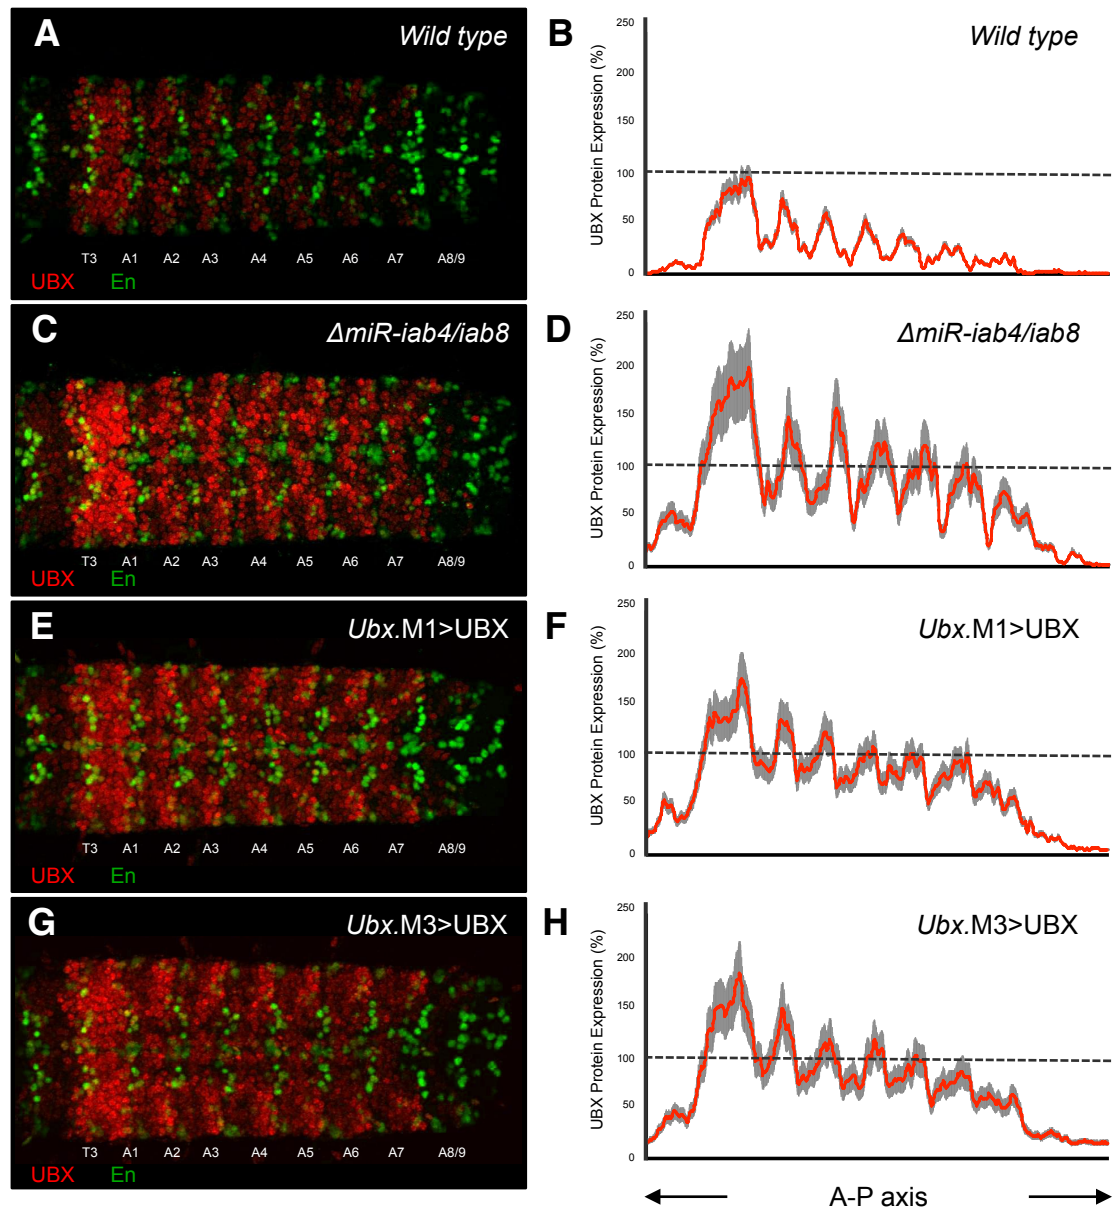 A
Wild type
T3 A1 A2 A3 A4 A5 A6 A7 A8/9
UBX En
B
Wild type
UBX Protein Expression (%)
250
200
150
100
50
0
C
ΔmiR-iab4/iab8
T3 A1 A2 A3 A4 A5 A6 A7 A8/9
UBX En
D
ΔmiR-iab4/iab8
UBX Protein Expression (%)
250
200
150
100
50
0
E
Ubx.M1>UBX
T3 A1 A2 A3 A4 A5 A6 A7 A8/9
UBX En
F
Ubx.M1>UBX
UBX Protein Expression (%)
250
200
150
100
50
0
G
Ubx.M3>UBX
T3 A1 A2 A3 A4 A5 A6 A7 A8/9
UBX En
H
Ubx.M3>UBX
UBX Protein Expression (%)
250
200
150
100
50
0
A-P axis